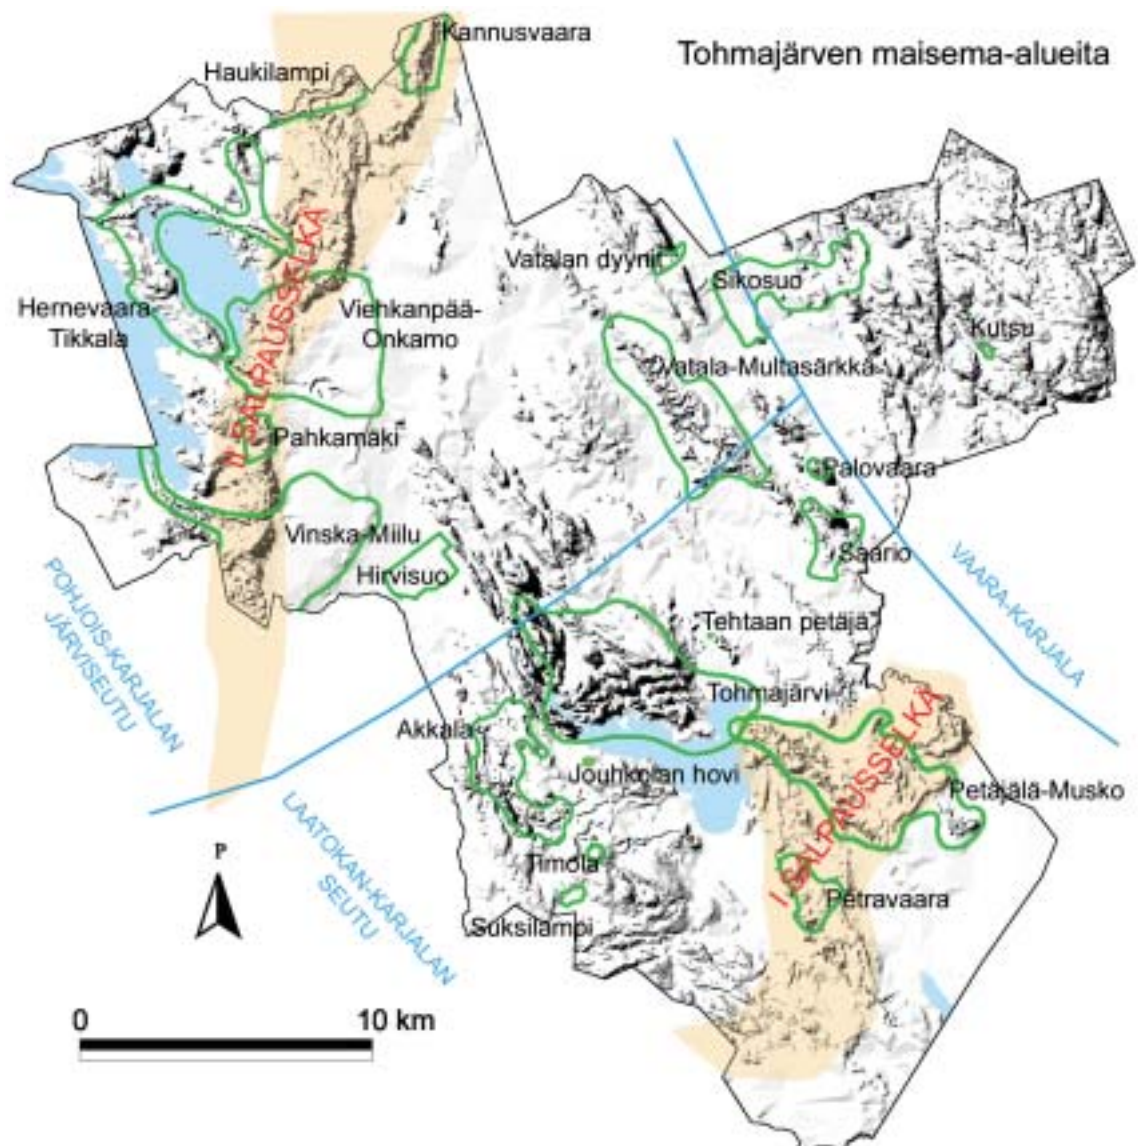 Kannusvaara
Tohmajärven maisema-alueita
Haukilampi
II SALPAUSSELKÄ
Vatalan dyynit
Sikosuo
Hernevaara-
Tikkala
Viehkanpää-
Onkamo
Kutsu
Vatala-Multasärkkä
Pahkamäki
Palovaara
Vinska-Miilu
Saario
Hirvisuo
POHJOIS-KARJALAN
JÄRVISEUTU
VAARA-KARJALA
Tehtaan petäjä
Tohmajärvi
Akkala
I SALPAUSSELKÄ
Jouhkolan hovi
Petäjälä-Musko
LAATOKAN-KARJALAN
SEUTU
P
Timola
Petravaara
Suksilampi
0 10 km